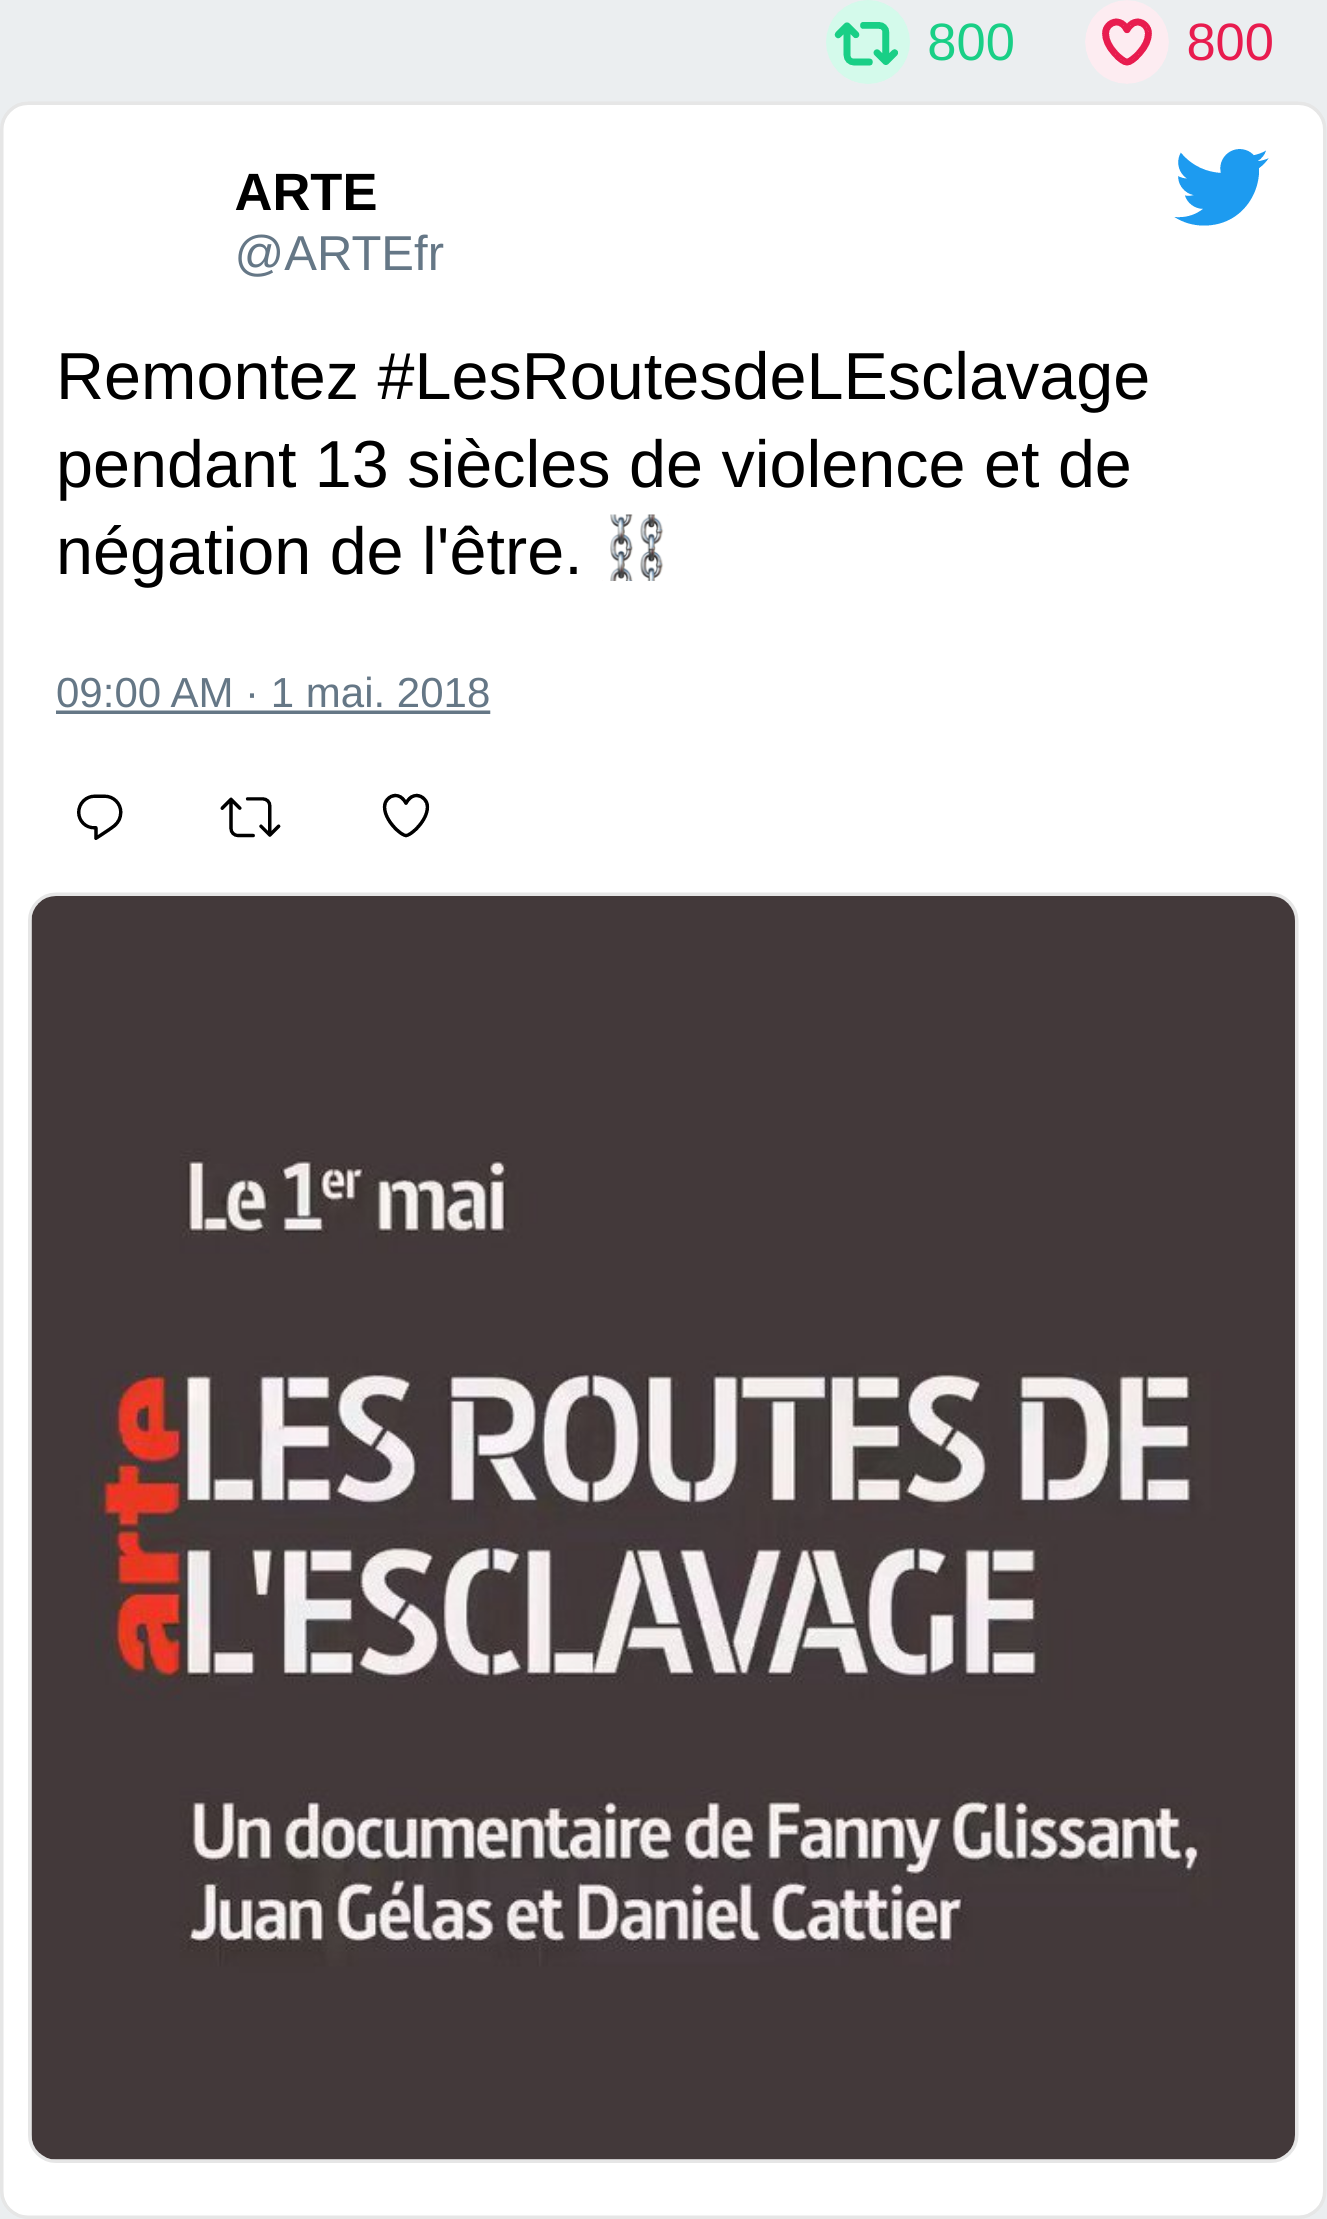 800 800
ARTE
@ARTEfr
Remontez #LesRoutesdeLEsclavage
pendant 13 siècles de violence et de
négation de l'être. ⛓
09:00 AM · 1 mai. 2018
Le 1er mai
arte
LES ROUTES DE
L'ESCLAVAGE
Un documentaire de Fanny Glissant,
Juan Gélas et Daniel Cattier